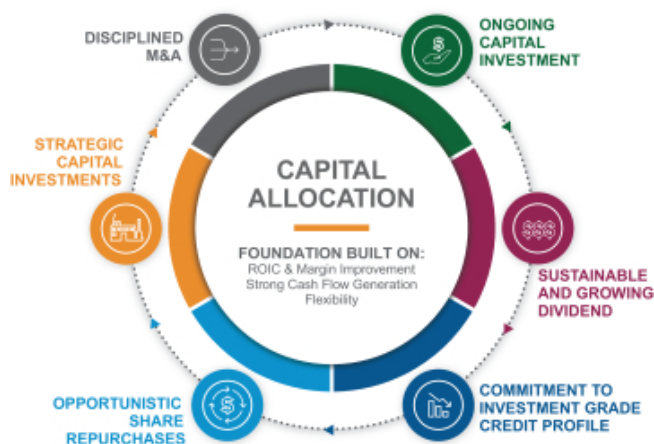 DISCIPLINED
M&A
ONGOING
CAPITAL
INVESTMENT
STRATEGIC
CAPITAL
INVESTMENTS
CAPITAL
ALLOCATION
FOUNDATION BUILT ON:
ROIC & Margin Improvement
Strong Cash Flow Generation
Flexibility
SUSTAINABLE
AND GROWING
DIVIDEND
OPPORTUNISTIC
SHARE
REPURCHASES
COMMITMENT TO
INVESTMENT GRADE
CREDIT PROFILE
$
$